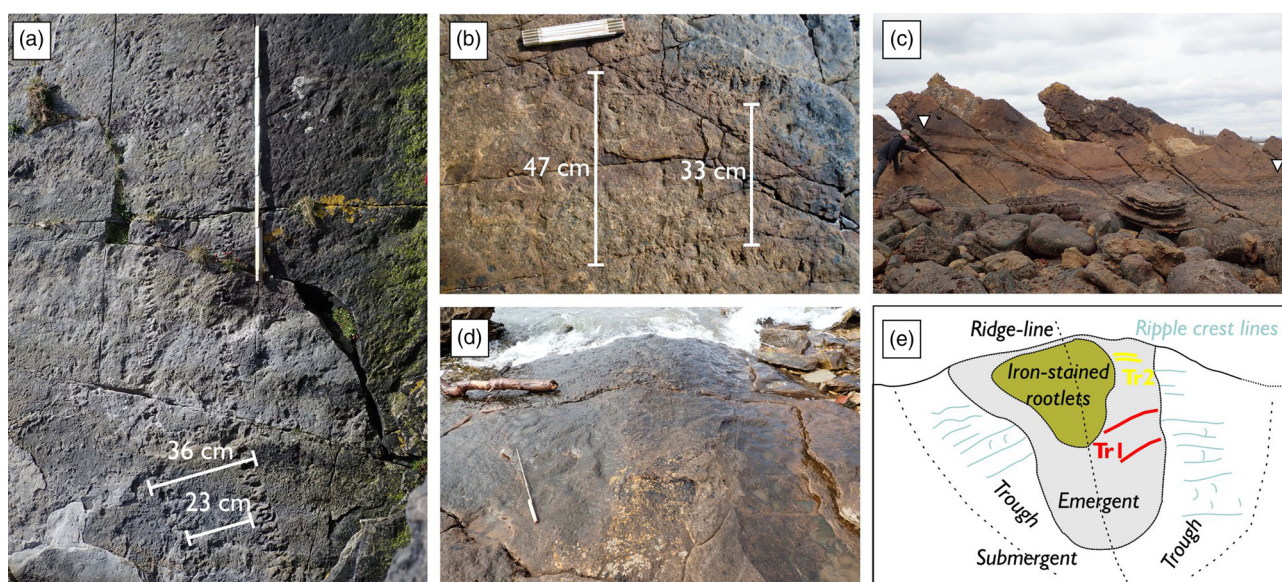 (a)
36 cm
23 cm
(b)
47 cm
33 cm
(c)
(d)
(e)
Ridge-line
Ripple crest lines
Iron-stained
rootlets
Tr2
Tr1
Emergent
Trough
Trough
Submergent